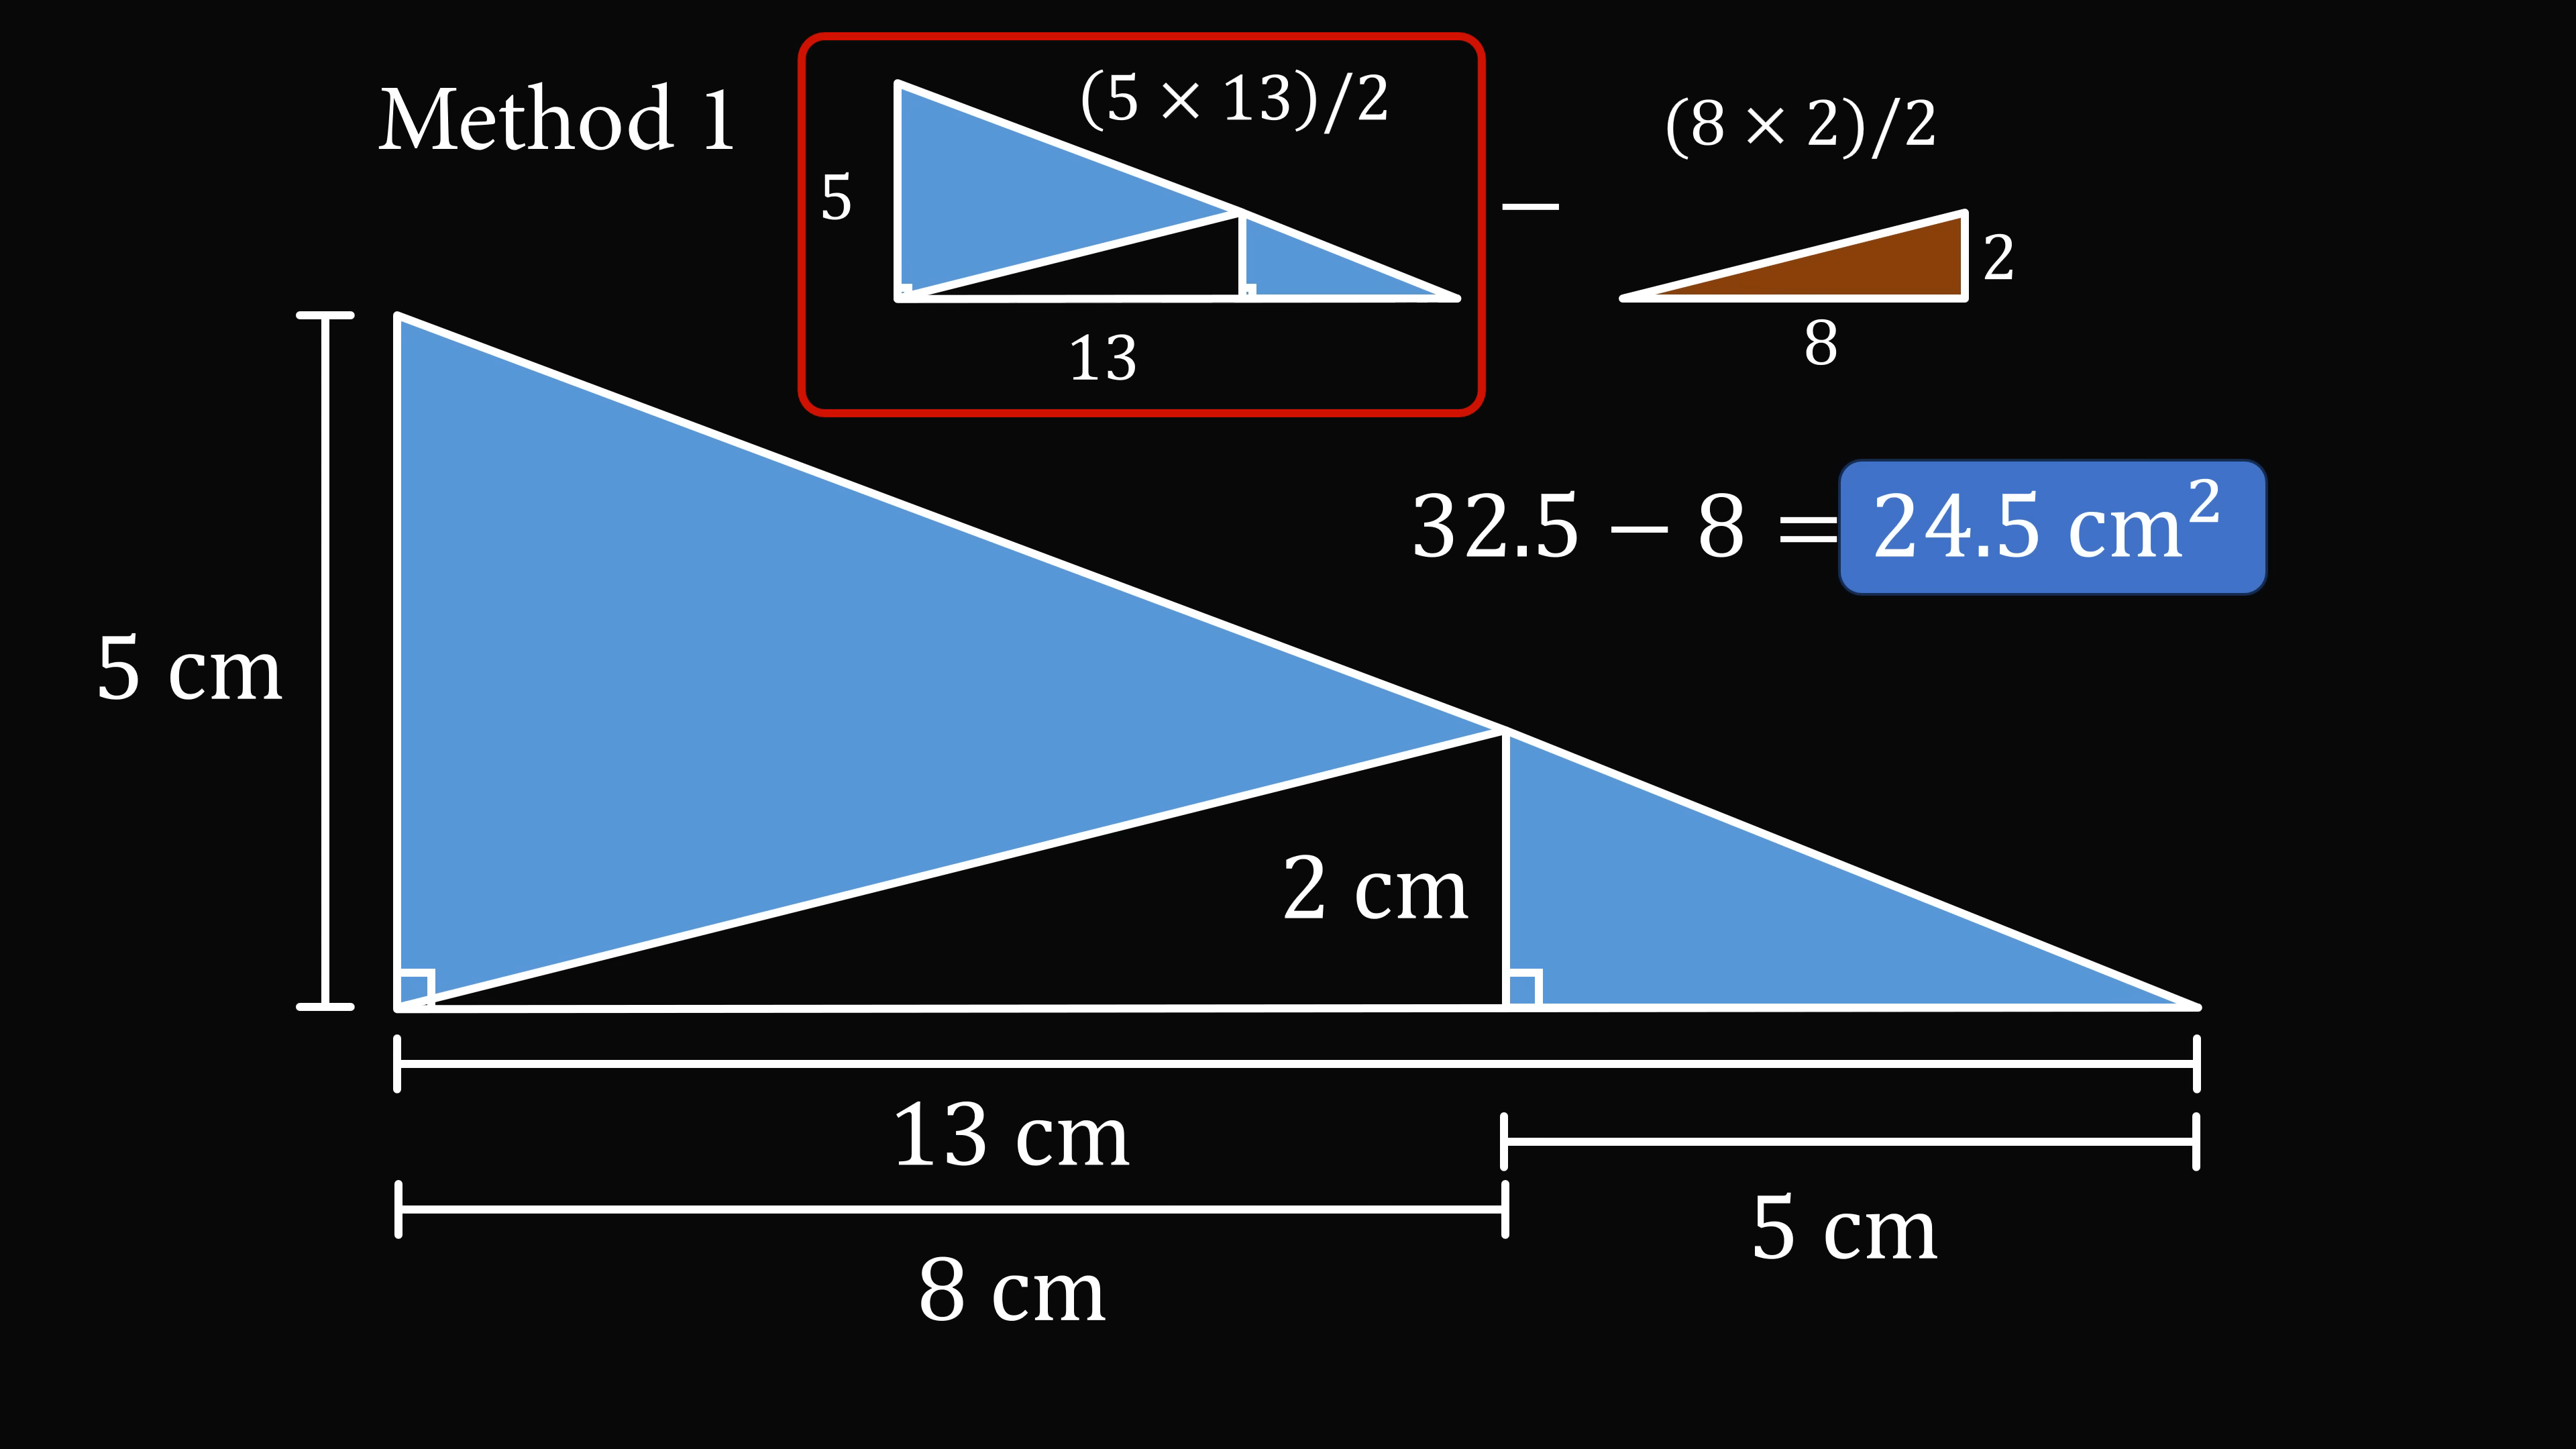 Method 1
(5 × 13)/2
5
13
−
(8 × 2)/2
2
8
32.5 − 8 = 24.5 cm²
5 cm
2 cm
13 cm
5 cm
8 cm